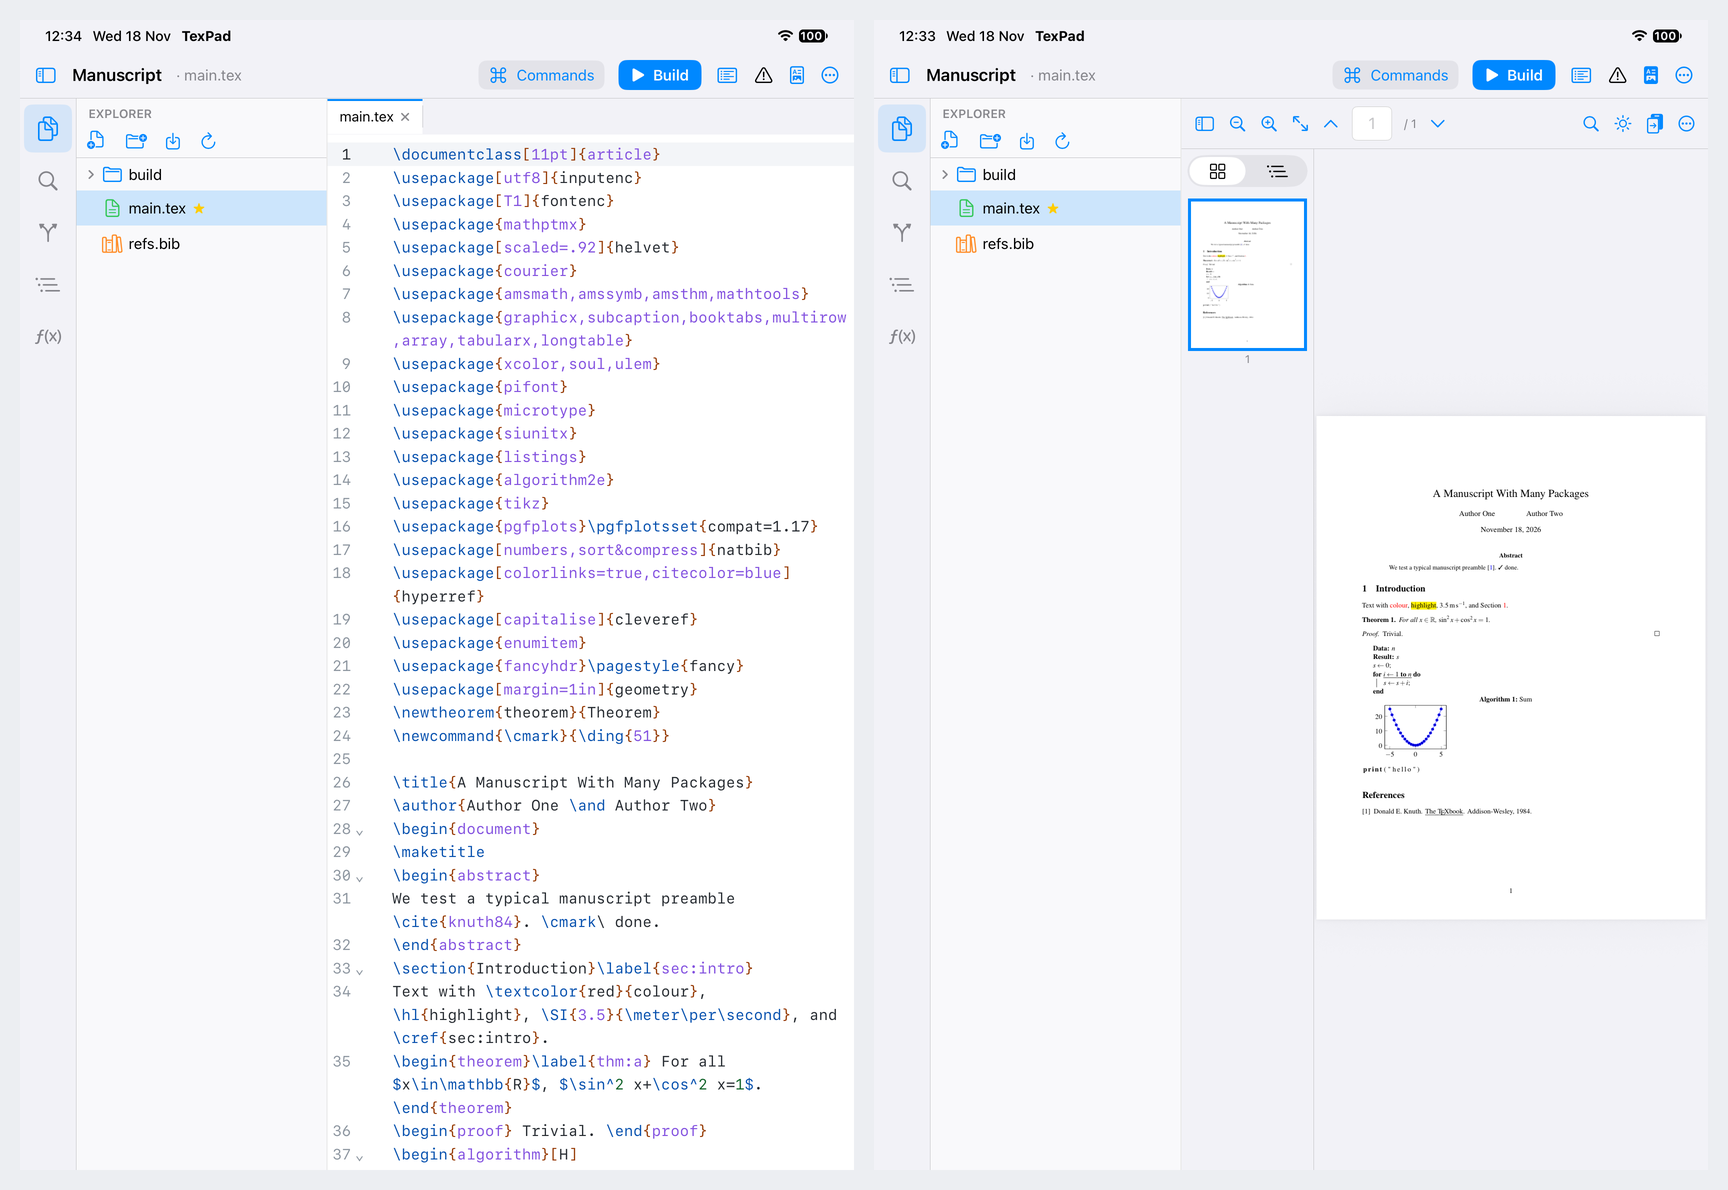 12:34 Wed 18 Nov TexPad 100
Manuscript · main.tex Commands Build
EXPLORER
build
main.tex
refs.bib
f(x)
main.tex
1 \documentclass[11pt]{article}
2 \usepackage[utf8]{inputenc}
3 \usepackage[T1]{fontenc}
4 \usepackage{mathptmx}
5 \usepackage[scaled=.92]{helvet}
6 \usepackage{courier}
7 \usepackage{amsmath,amssymb,amsthm,mathtools}
8 \usepackage{graphicx,subcaption,booktabs,multirow
,array,tabularx,longtable}
9 \usepackage{xcolor,soul,ulem}
10 \usepackage{pifont}
11 \usepackage{microtype}
12 \usepackage{siunitx}
13 \usepackage{listings}
14 \usepackage{algorithm2e}
15 \usepackage{tikz}
16 \usepackage{pgfplots}\pgfplotsset{compat=1.17}
17 \usepackage[numbers,sort&compress]{natbib}
18 \usepackage[colorlinks=true,citecolor=blue]
{hyperref}
19 \usepackage[capitalise]{cleveref}
20 \usepackage{enumitem}
21 \usepackage{fancyhdr}\pagestyle{fancy}
22 \usepackage[margin=1in]{geometry}
23 \newtheorem{theorem}{Theorem}
24 \newcommand{\cmark}{\ding{51}}
25
26 \title{A Manuscript With Many Packages}
27 \author{Author One \and Author Two}
28 \begin{document}
29 \maketitle
30 \begin{abstract}
31 We test a typical manuscript preamble
\cite{knuth84}. \cmark\ done.
32 \end{abstract}
33 \section{Introduction}\label{sec:intro}
34 Text with \textcolor{red}{colour},
\hl{highlight}, \SI{3.5}{\meter\per\second}, and
\cref{sec:intro}.
35 \begin{theorem}\label{thm:a} For all
$x\in\mathbb{R}$, $\sin^2 x+\cos^2 x=1$.
\end{theorem}
36 \begin{proof} Trivial. \end{proof}
37 \begin{algorithm}[H]
12:33 Wed 18 Nov TexPad 100
Manuscript · main.tex Commands Build
EXPLORER
build
main.tex
refs.bib
f(x)
1 / 1
1
A Manuscript With Many Packages
Author One Author Two
November 18, 2026
Abstract
We test a typical manuscript preamble [1]. ✓ done.
1 Introduction
Text with colour, highlight, 3.5 m s⁻¹, and Section 1.
Theorem 1. For all x ∈ ℝ, sin² x + cos² x = 1.
Proof. Trivial. □
Data: n
Result: s
s ← 0;
for i ← 1 to n do
s ← s + i;
end
Algorithm 1: Sum
20
10
0
−5 0 5
print("hello")
References
[1] Donald E. Knuth. The TeXbook. Addison-Wesley, 1984.
1